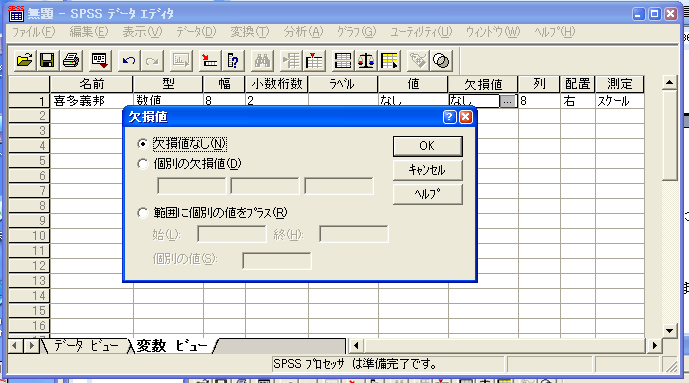 無題 - SPSS データ エディタ
ファイル(F) 編集(E) 表示(V) データ(D) 変換(T) 分析(A) グラフ(G) ユーティリティ(U) ウィンドウ(W) ヘルプ(H)
名前 型 幅 小数桁数 ラベル 値 欠損値 列 配置 測定
1 喜多義邦 数値 8 2 なし なし ... 8 右 スケール
2
3
4
5
6
7
8
9
10
11
12
13
14
15
16
欠損値
欠損値なし(N)
個別の欠損値(D)
範囲に個別の値をプラス(R)
始(L): 終(H):
個別の値(S):
OK
キャンセル
ヘルプ
データ ビュー 変数 ビュー
SPSS プロセッサ は準備完了です。